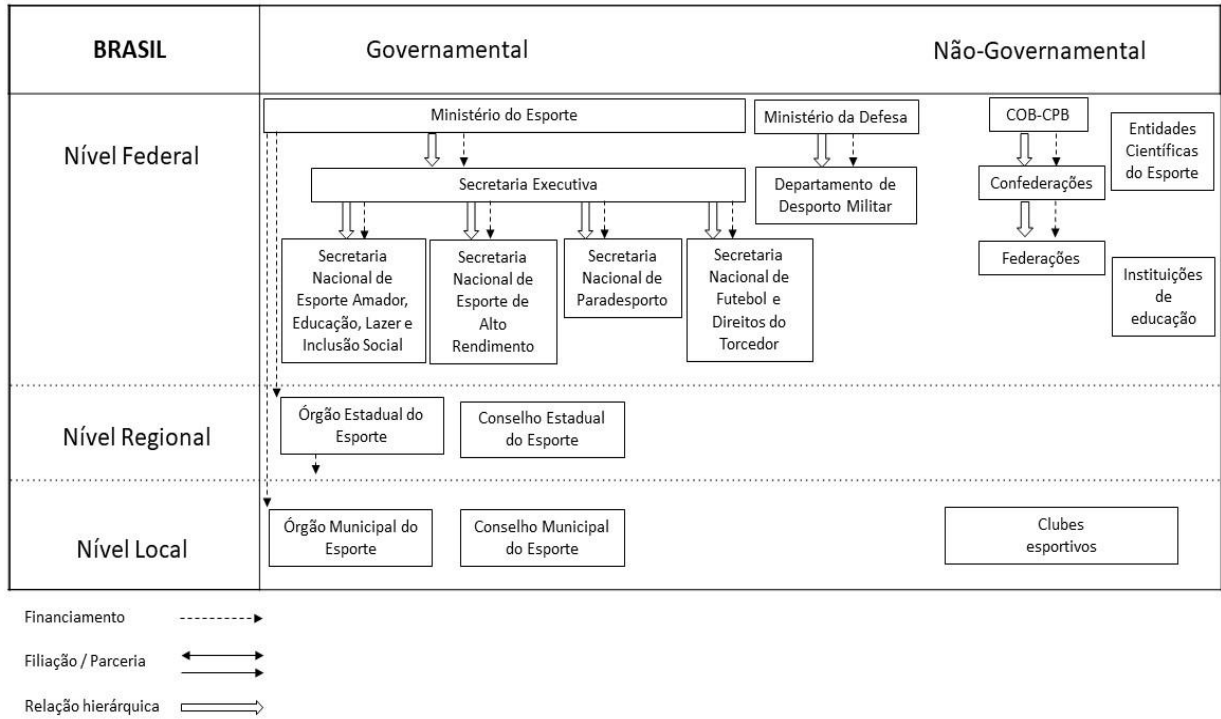 BRASIL
Governamental
Não-Governamental
Nível Federal
Ministério do Esporte
Ministério da Defesa
COB-CPB
Entidades
Científicas
do Esporte
Secretaria Executiva
Departamento de
Desporto Militar
Confederações
Secretaria
Nacional de
Esporte Amador,
Educação, Lazer e
Inclusão Social
Secretaria
Nacional de
Esporte de
Alto
Rendimento
Secretaria
Nacional de
Paradesporto
Secretaria
Nacional de
Futebol e
Direitos do
Torcedor
Federações
Instituições
de
educação
Nível Regional
Órgão Estadual do
Esporte
Conselho Estadual
do Esporte
Nível Local
Órgão Municipal do
Esporte
Conselho Municipal
do Esporte
Clubes
esportivos
Financiamento
Filiação / Parceria
Relação hierárquica